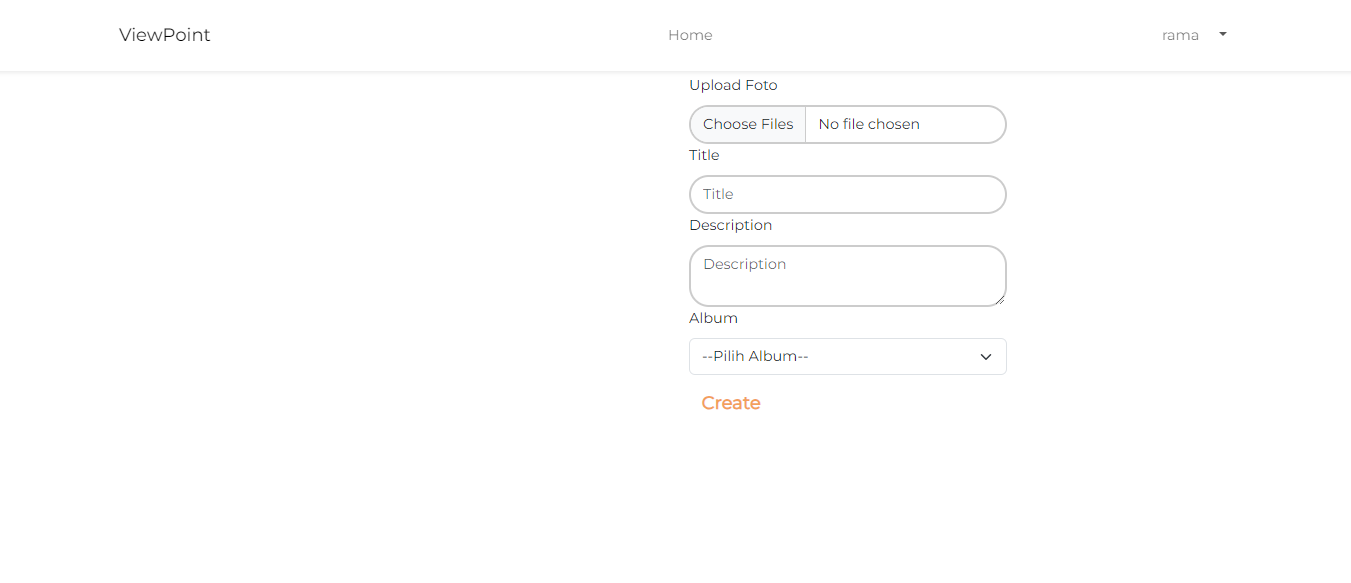 ViewPoint
Home
rama
Upload Foto
Choose Files No file chosen
Title
Title
Description
Description
Album
--Pilih Album--
Create